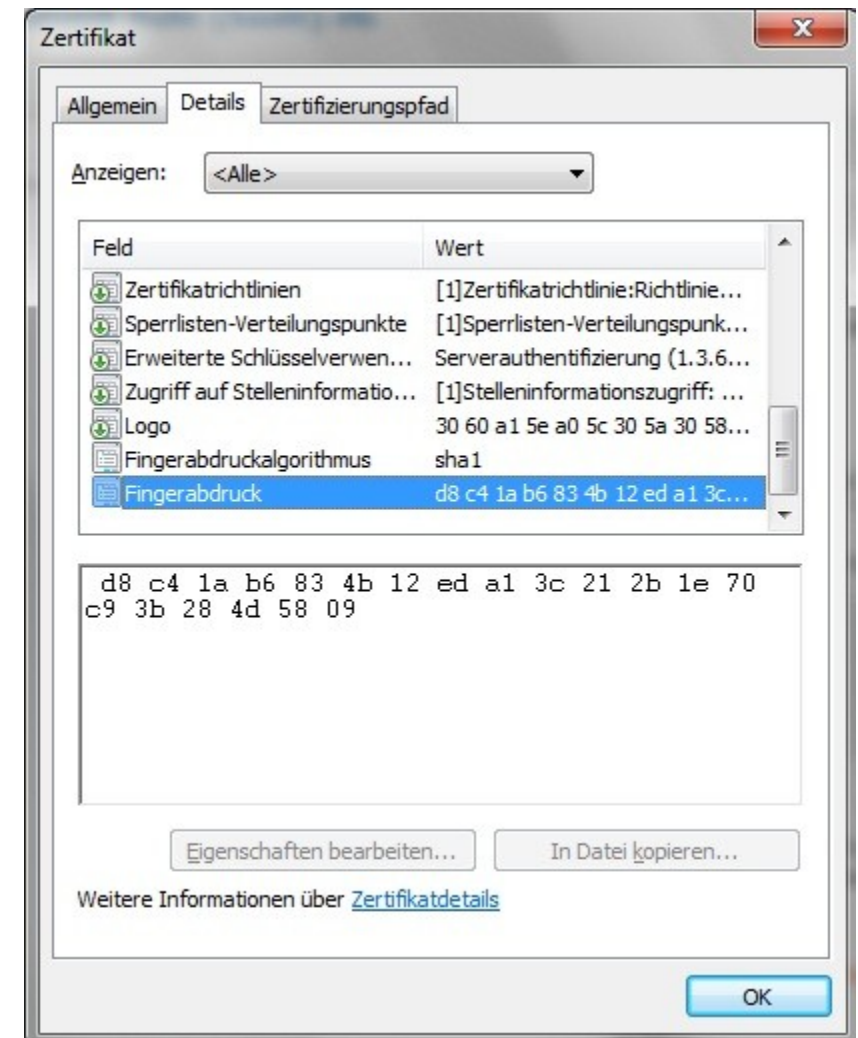 Zertifikat
Allgemein Details Zertifizierungspfad
Anzeigen: <Alle>
Feld Wert
Zertifikatrichtlinien [1]Zertifikatrichtlinie:Richtlinie...
Sperrlisten-Verteilungspunkte [1]Sperrlisten-Verteilungspunk...
Erweiterte Schlüsselverwen... Serverauthentifizierung (1.3.6...
Zugriff auf Stelleninformatio... [1]Stelleninformationszugriff: ...
Logo 30 60 a1 5e a0 5c 30 5a 30 58...
Fingerabdruckalgorithmus sha1
Fingerabdruck d8 c4 1a b6 83 4b 12 ed a1 3c...
d8 c4 1a b6 83 4b 12 ed a1 3c 21 2b 1e 70
c9 3b 28 4d 58 09
Eigenschaften bearbeiten... In Datei kopieren...
Weitere Informationen über Zertifikatdetails
OK